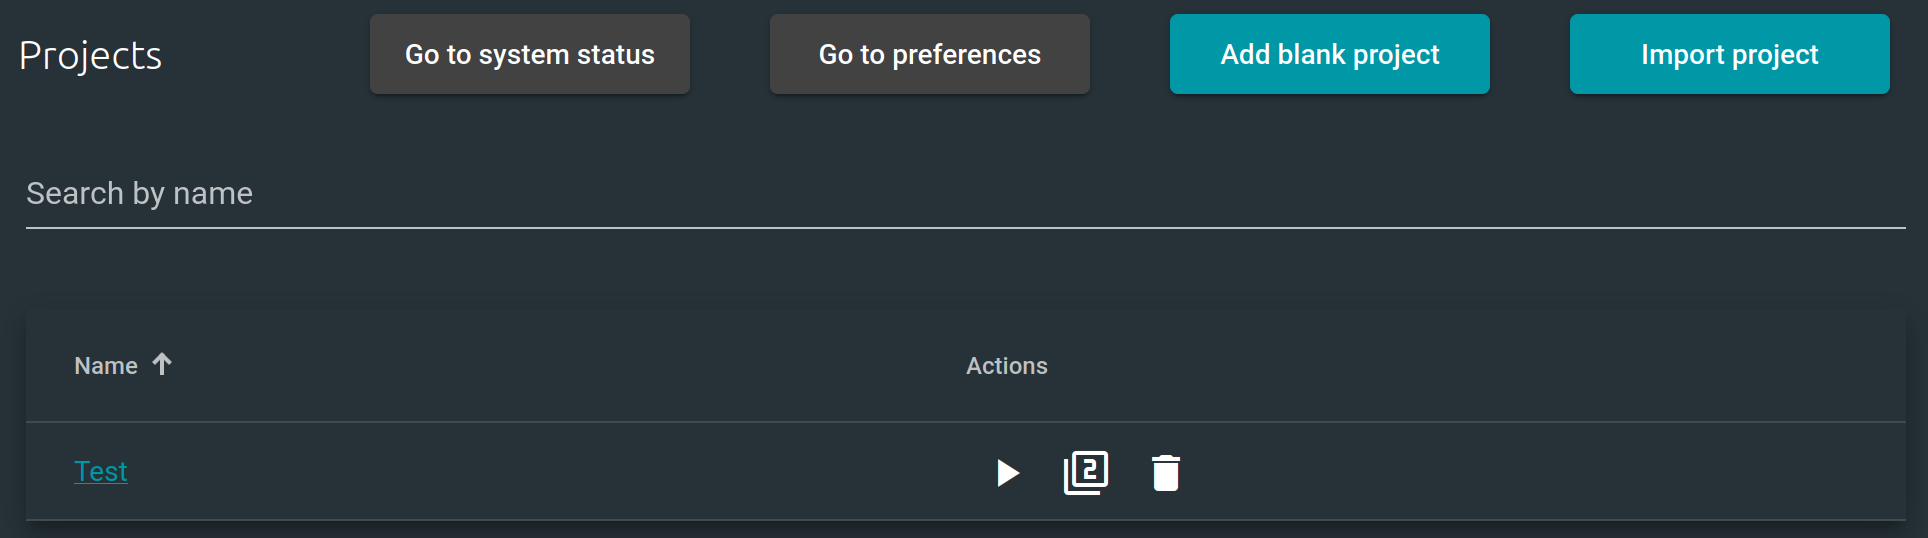 Projects
Go to system status
Go to preferences
Add blank project
Import project
Search by name
Name
Actions
Test
2